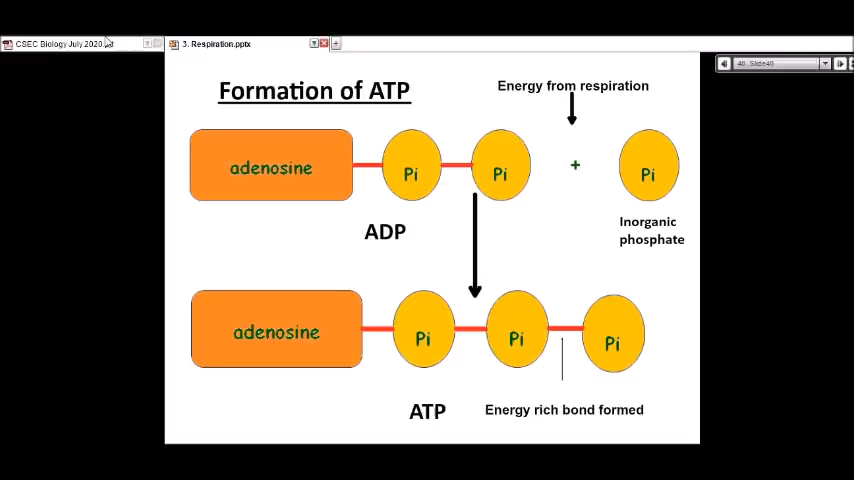 CSEC Biology July 2020.
3. Respiration.pptx
Formation of ATP
Energy from respiration
adenosine
Pi
Pi
+
Pi
ADP
Inorganic
phosphate
adenosine
Pi
Pi
Pi
ATP
Energy rich bond formed